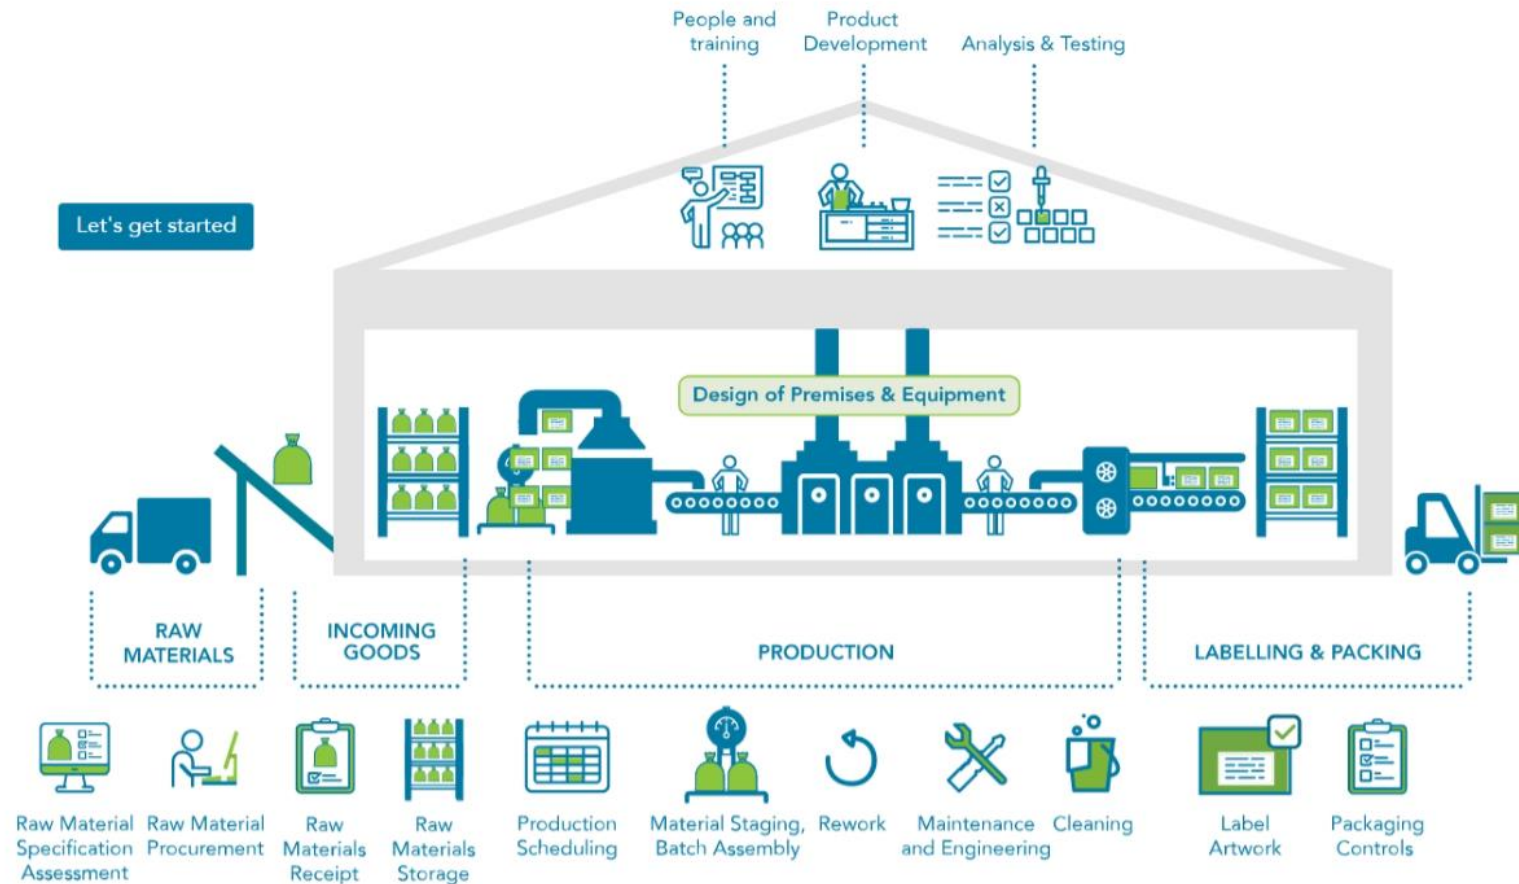 People and
training
Product
Development
Analysis & Testing
Let's get started
Design of Premises & Equipment
RAW
MATERIALS
INCOMING
GOODS
PRODUCTION
LABELLING & PACKING
Raw Material
Specification
Assessment
Raw Material
Procurement
Raw
Materials
Receipt
Raw
Materials
Storage
Production
Scheduling
Material Staging,
Batch Assembly
Rework
Maintenance
and Engineering
Cleaning
Label
Artwork
Packaging
Controls